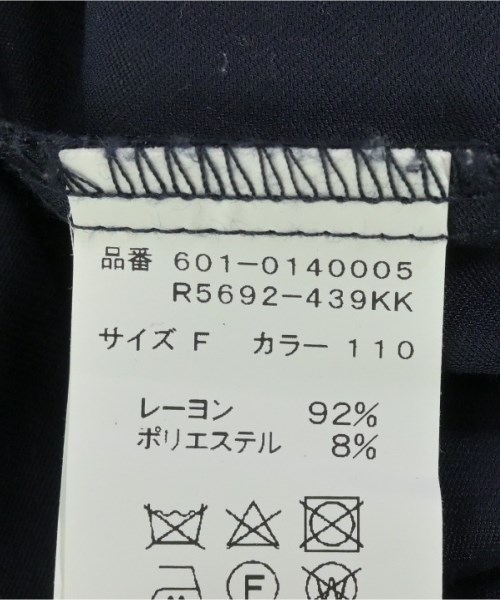 品番 601-0140005
R5692-439KK
サイズ F カラー 110
レーヨン 92%
ポリエステル 8%
F
W